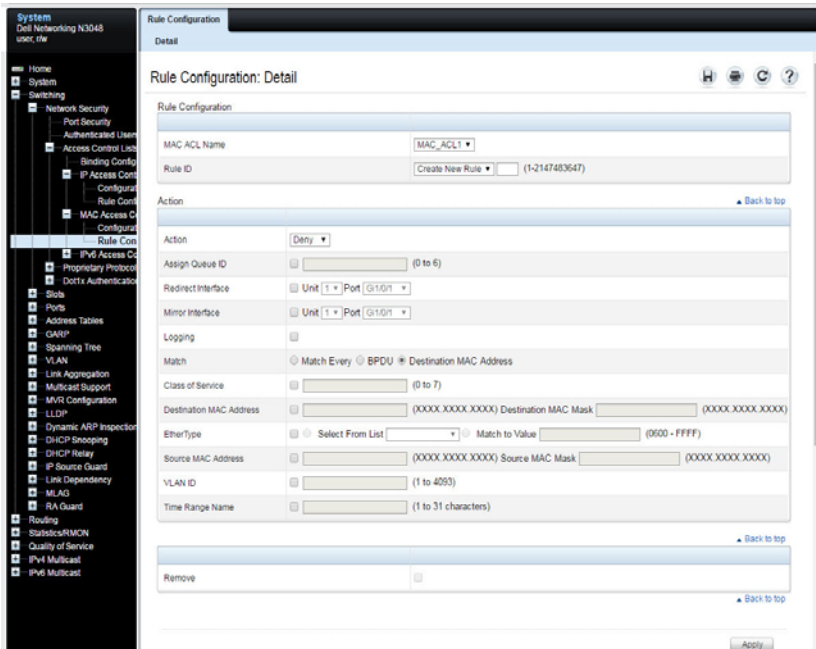 System
Dell Networking N3048
user, r/w
Home
System
Switching
Network Security
Port Security
Authenticated Users
Access Control Lists
Binding Config
IP Access Cont
Configurat
Rule Conf
MAC Access C
Configurat
Rule Con
IPv6 Access Co
Proprietary Protocol
Dot1x Authentication
Slots
Ports
Address Tables
GARP
Spanning Tree
VLAN
Link Aggregation
Multicast Support
MVR Configuration
LLDP
Dynamic ARP Inspection
DHCP Snooping
DHCP Relay
IP Source Guard
Link Dependency
MLAG
RA Guard
Routing
Statistics/RMON
Quality of Service
IPv4 Multicast
IPv6 Multicast
Rule Configuration
Detail
Rule Configuration: Detail
Rule Configuration
MAC ACL Name MAC_ACL1
Rule ID Create New Rule (1-2147483647)
Action Back to top
Action Deny
Assign Queue ID (0 to 6)
Redirect Interface Unit 1 Port Gi1/0/1
Mirror Interface Unit 1 Port Gi1/0/1
Logging
Match Match Every BPDU Destination MAC Address
Class of Service (0 to 7)
Destination MAC Address (XXXX.XXXX.XXXX) Destination MAC Mask (XXXX.XXXX.XXXX)
EtherType Select From List Match to Value (0600 - FFFF)
Source MAC Address (XXXX.XXXX.XXXX) Source MAC Mask (XXXX.XXXX.XXXX)
VLAN ID (1 to 4093)
Time Range Name (1 to 31 characters)
Back to top
Remove
Back to top
Apply